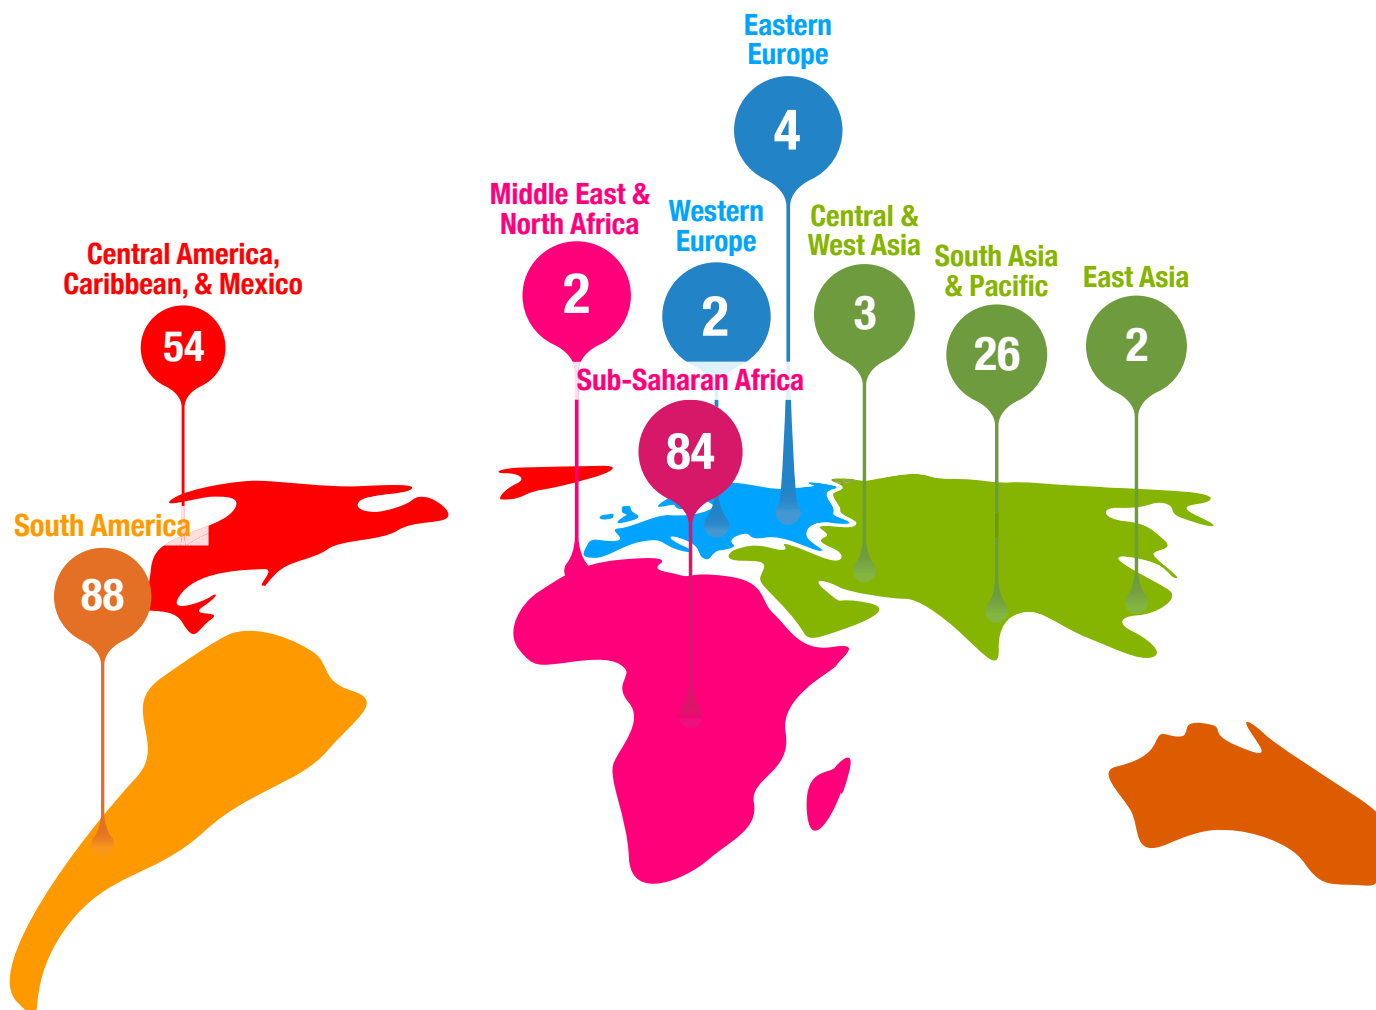 Eastern
Europe
4
Middle East &
North Africa
2
Western
Europe
2
Central &
West Asia
3
South Asia
& Pacific
26
East Asia
2
Central America,
Caribbean, & Mexico
54
Sub-Saharan Africa
84
South America
88